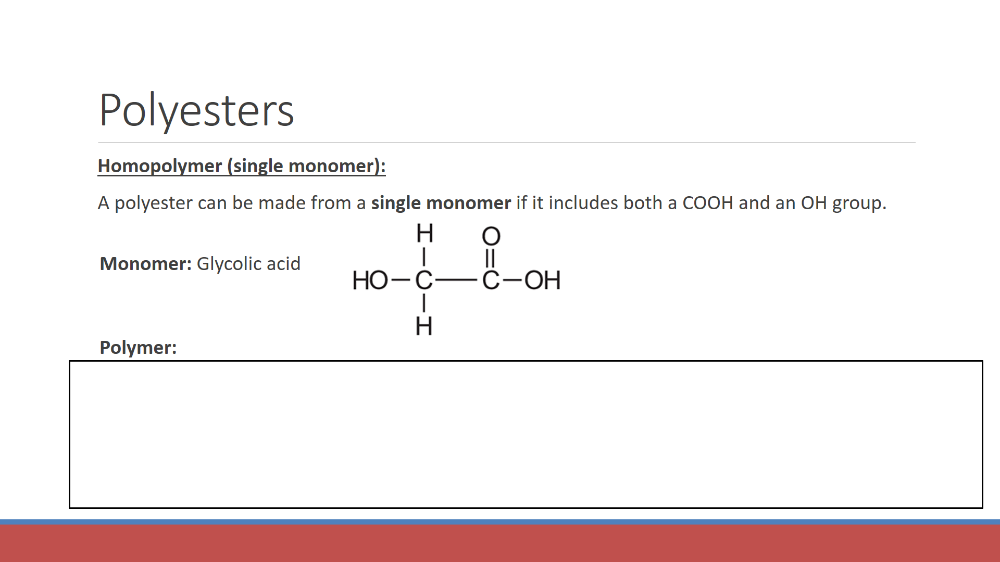 Polyesters
Homopolymer (single monomer):
A polyester can be made from a single monomer if it includes both a COOH and an OH group.
H O
Monomer: Glycolic acid
HO C C OH
H
Polymer: